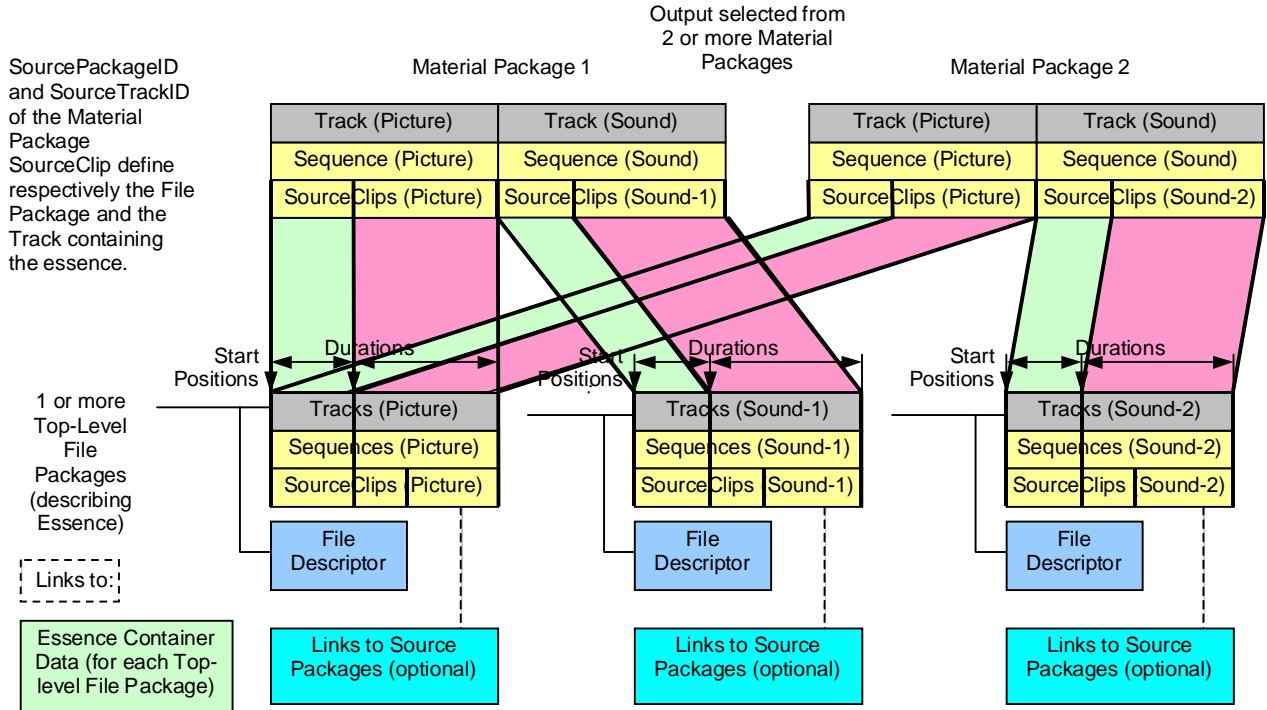 Output selected from
2 or more Material
Packages
SourcePackageID
and SourceTrackID
of the Material
Package
SourceClip define
respectively the File
Package and the
Track containing
the essence.
Material Package 1
Material Package 2
Track (Picture)
Track (Sound)
Track (Picture)
Track (Sound)
Sequence (Picture)
Sequence (Sound)
Sequence (Picture)
Sequence (Sound)
SourceClips (Picture)
SourceClips (Sound-1)
SourceClips (Picture)
SourceClips (Sound-2)
Start
Positions
Durations
Start
Positions
Durations
Start
Positions
Durations
1 or more
Top-Level
File
Packages
(describing
Essence)
Tracks (Picture)
Tracks (Sound-1)
Tracks (Sound-2)
Sequences (Picture)
Sequences (Sound-1)
Sequences (Sound-2)
SourceClips (Picture)
SourceClips (Sound-1)
SourceClips (Sound-2)
File
Descriptor
File
Descriptor
File
Descriptor
Links to:
Essence Container
Data (for each Top-
level File Package)
Links to Source
Packages (optional)
Links to Source
Packages (optional)
Links to Source
Packages (optional)